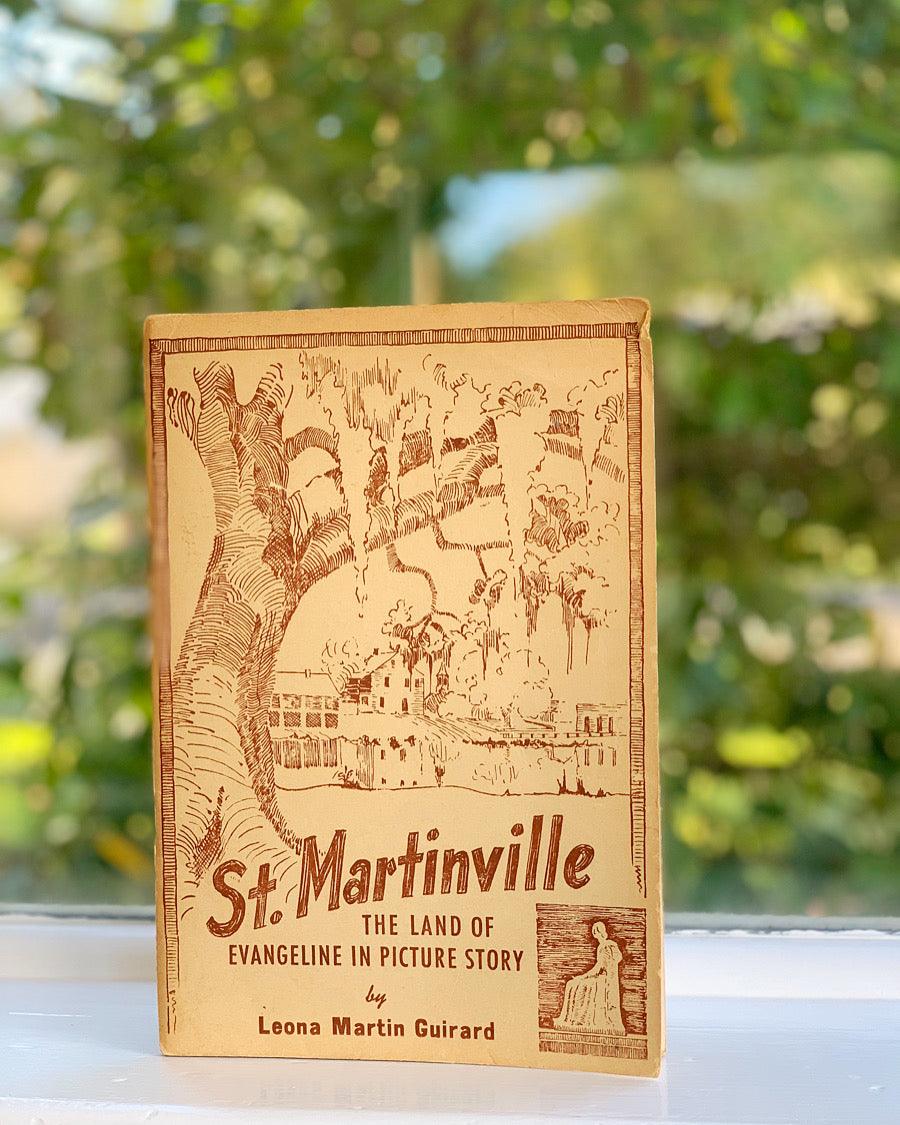 St. Martinville
THE LAND OF
EVANGELINE IN PICTURE STORY
by
Leona Martin Guirard